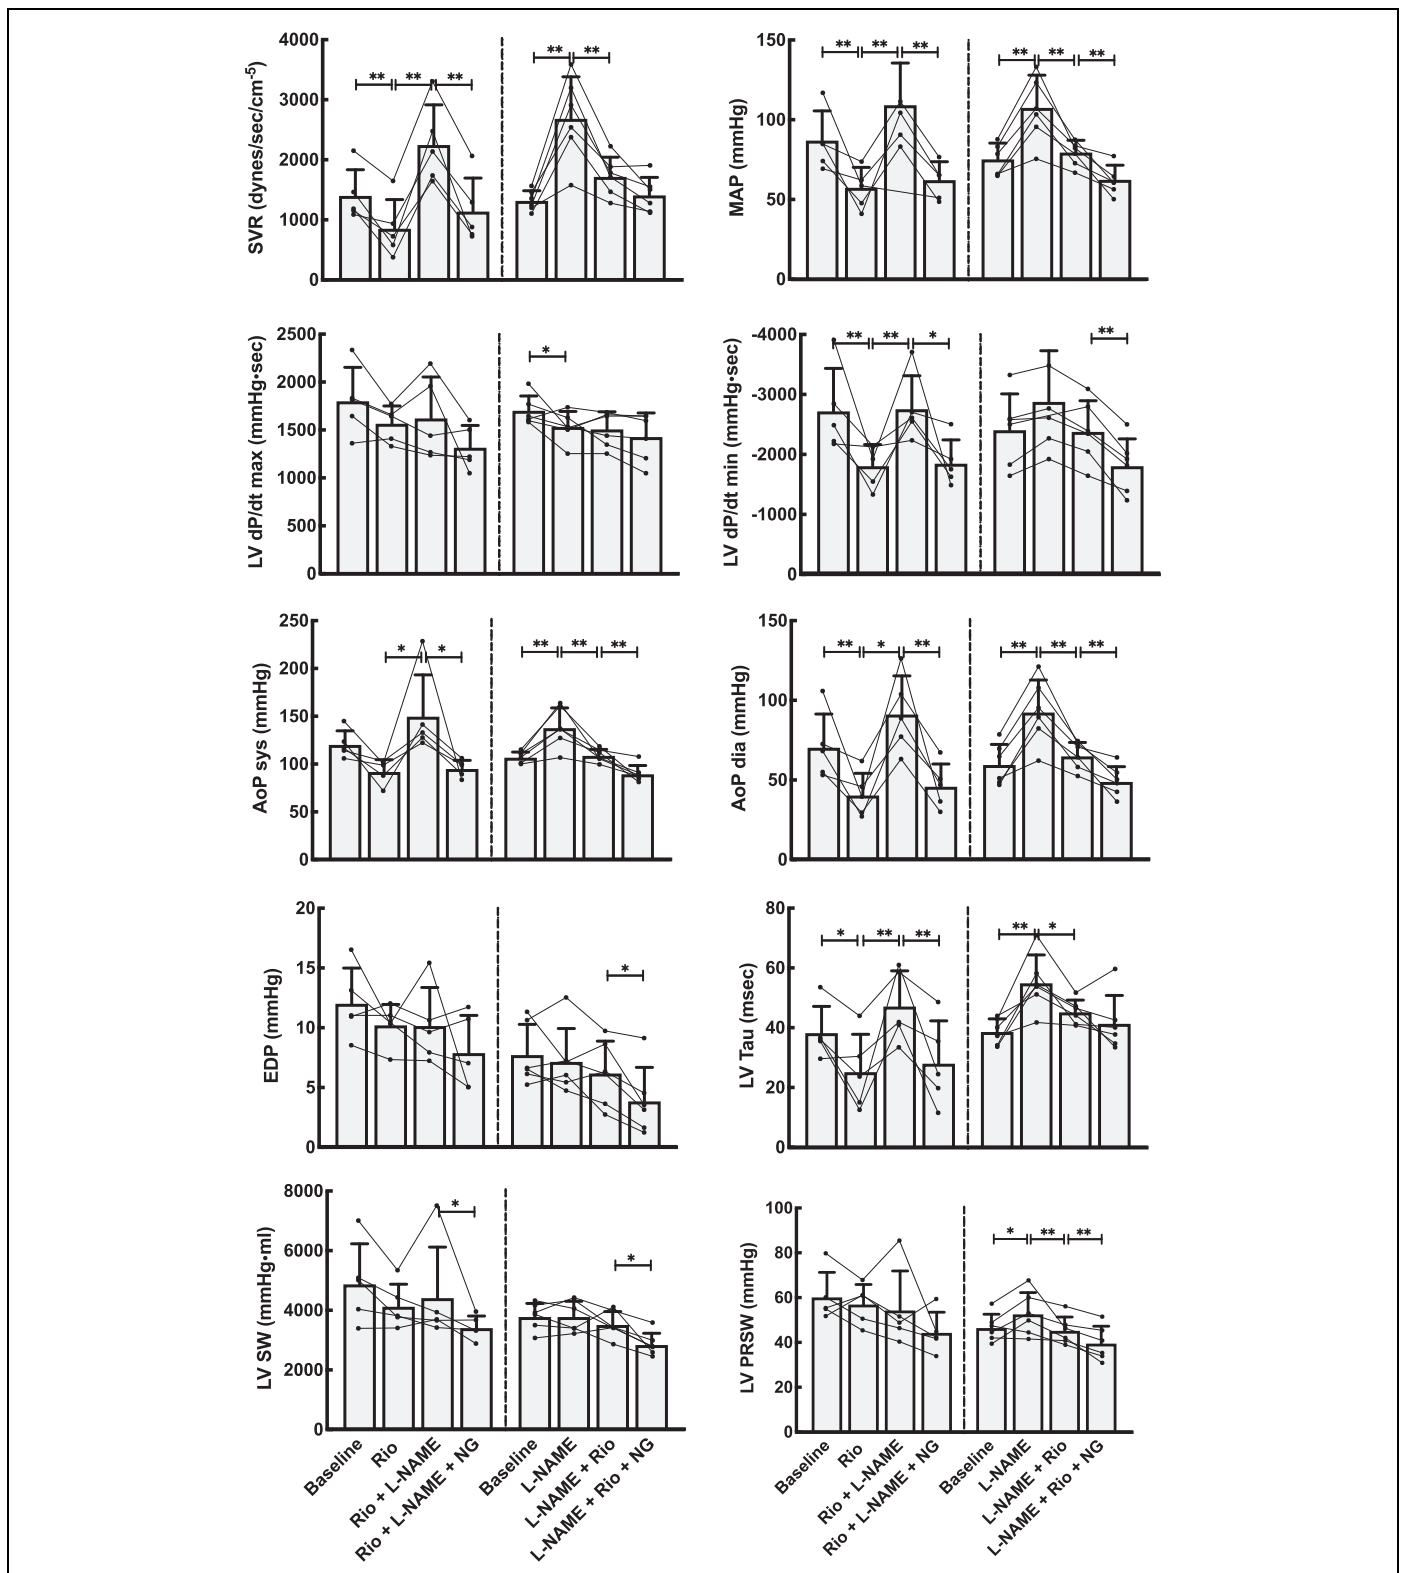 SVR (dynes/sec/cm-5)
4000
3000
2000
1000
0
** ** **
** **
MAP (mmHg)
150
100
50
0
** ** **
** ** **
LV dP/dt max (mmHg•sec)
2500
2000
1500
1000
500
0
*
LV dP/dt min (mmHg•sec)
-4000
-3000
-2000
-1000
0
** ** *
**
AoP sys (mmHg)
250
200
150
100
50
0
* *
** ** **
AoP dia (mmHg)
150
100
50
0
** * **
** ** **
EDP (mmHg)
20
15
10
5
0
*
LV Tau (msec)
80
60
40
20
0
* ** **
** *
LV SW (mmHg•ml)
8000
6000
4000
2000
0
*
*
Baseline
Rio
Rio + L-NAME
Rio + L-NAME + NG
Baseline
L-NAME
L-NAME + Rio
L-NAME + Rio + NG
LV PRSW (mmHg)
100
80
60
40
20
0
* ** **
Baseline
Rio
Rio + L-NAME
Rio + L-NAME + NG
Baseline
L-NAME
L-NAME + Rio
L-NAME + Rio + NG